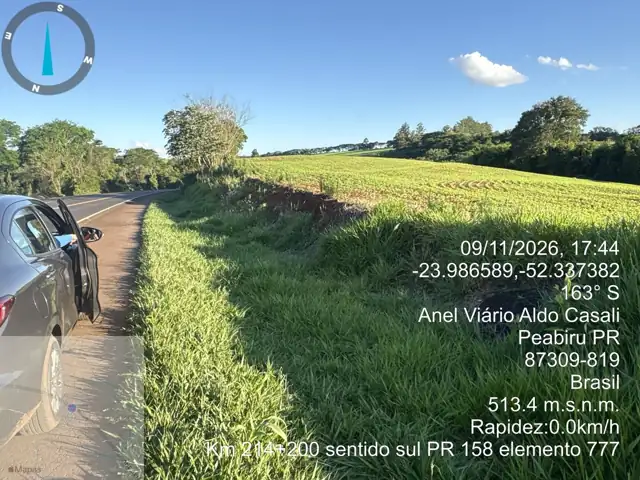 S
E
W
N
09/11/2026, 17:44
-23.986589,-52.337382
163° S
Anel Viário Aldo Casali
Peabiru PR
87309-819
Brasil
513.4 m.s.n.m.
Rapidez:0.0km/h
Km 214+200 sentido sul PR 158 elemento 777
Mapas